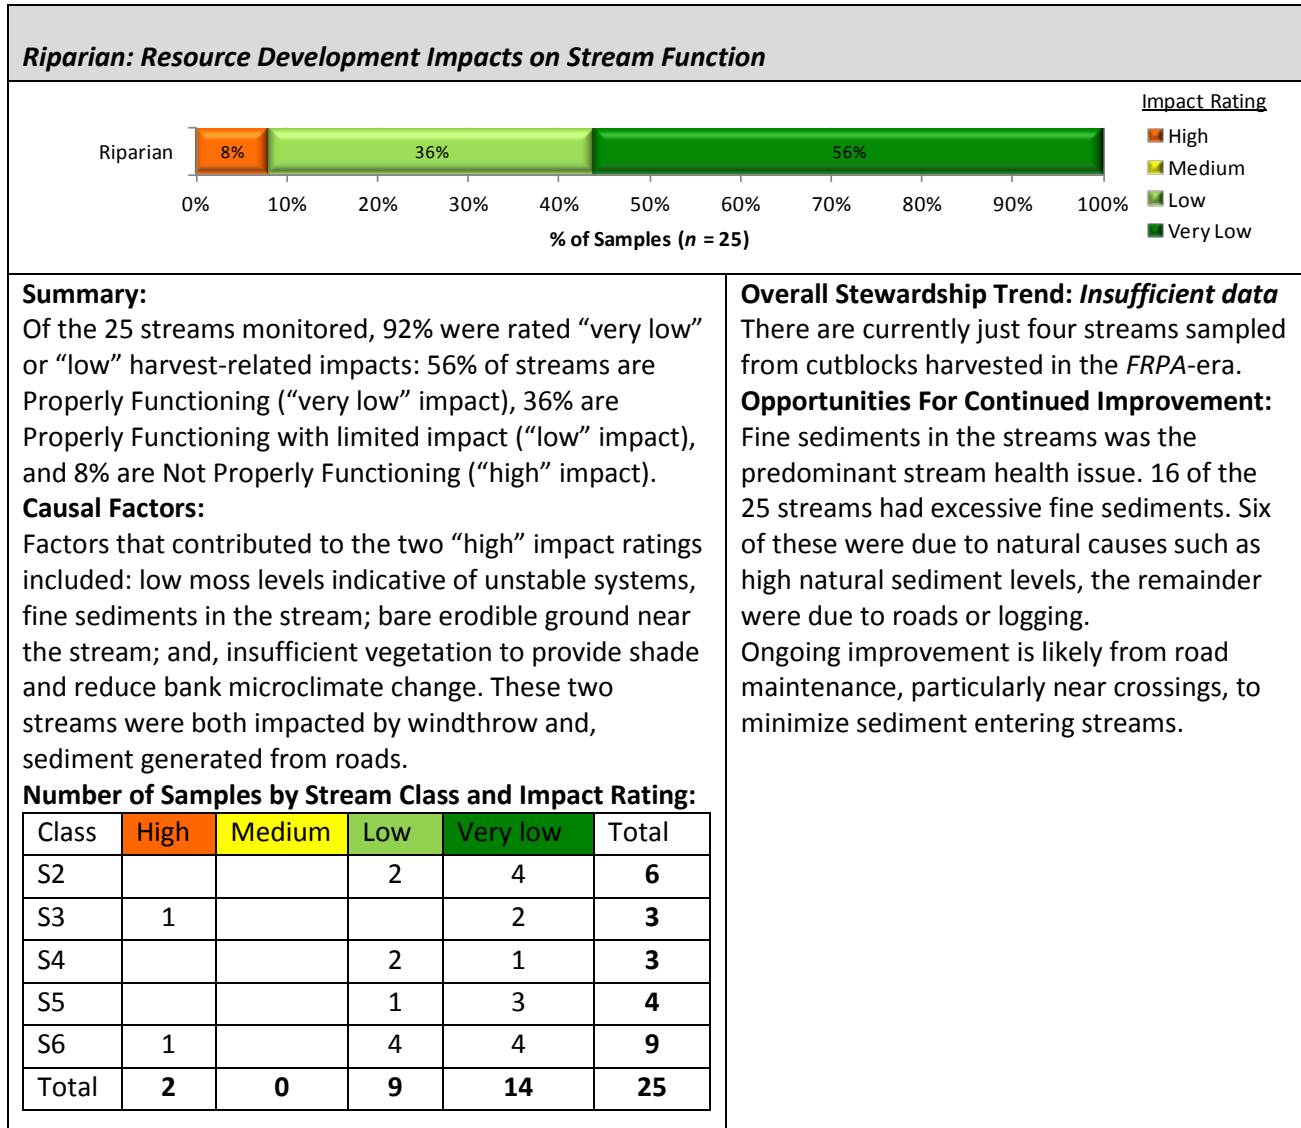 Riparian: Resource Development Impacts on Stream Function
Impact Rating
High
Medium
Low
Very Low
Riparian
8%
36%
56%
0% 10% 20% 30% 40% 50% 60% 70% 80% 90% 100%
% of Samples (n = 25)
Summary:
Of the 25 streams monitored, 92% were rated “very low”
or “low” harvest-related impacts: 56% of streams are
Properly Functioning (“very low” impact), 36% are
Properly Functioning with limited impact (“low” impact),
and 8% are Not Properly Functioning (“high” impact).
Causal Factors:
Factors that contributed to the two “high” impact ratings
included: low moss levels indicative of unstable systems,
fine sediments in the stream; bare erodible ground near
the stream; and, insufficient vegetation to provide shade
and reduce bank microclimate change. These two
streams were both impacted by windthrow and,
sediment generated from roads.
Number of Samples by Stream Class and Impact Rating:
Class High Medium Low Very low Total
S2 2 4 6
S3 1 2 3
S4 2 1 3
S5 1 3 4
S6 1 4 4 9
Total 2 0 9 14 25
Overall Stewardship Trend: Insufficient data
There are currently just four streams sampled
from cutblocks harvested in the FRPA-era.
Opportunities For Continued Improvement:
Fine sediments in the streams was the
predominant stream health issue. 16 of the
25 streams had excessive fine sediments. Six
of these were due to natural causes such as
high natural sediment levels, the remainder
were due to roads or logging.
Ongoing improvement is likely from road
maintenance, particularly near crossings, to
minimize sediment entering streams.